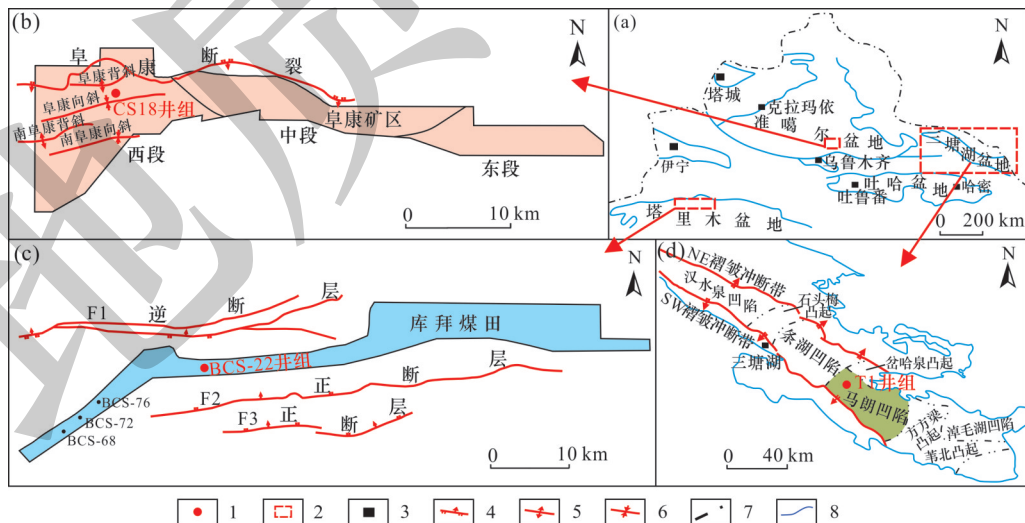 (b)
N
阜 康 断 裂
阜康背斜
CS18井组
阜康向斜
南阜康背斜
南阜康向斜
阜康矿区
西段
中段
东段
0 10 km
(a)
N
塔城
克拉玛依
准 噶 尔 盆 地
三塘湖盆地
伊宁
乌鲁木齐
吐 哈 盆 地
吐鲁番
哈密
塔 里 木 盆 地
0 200 km
(c)
N
F1 逆 断 层
库拜煤田
BCS-22井组
BCS-76
BCS-72
BCS-68
F2 正 断 层
F3 正 断 层
0 10 km
(d)
N
NE褶皱冲断带
汉水泉凹陷
石头梅
凸起
SW褶皱冲断带
条湖凹陷
三塘湖
岔哈泉凸起
T1井组
马朗凹陷
方方梁
凸起
淖毛湖凹陷
苇北凸起
0 40 km
1 2 3 4 5 6 7 8